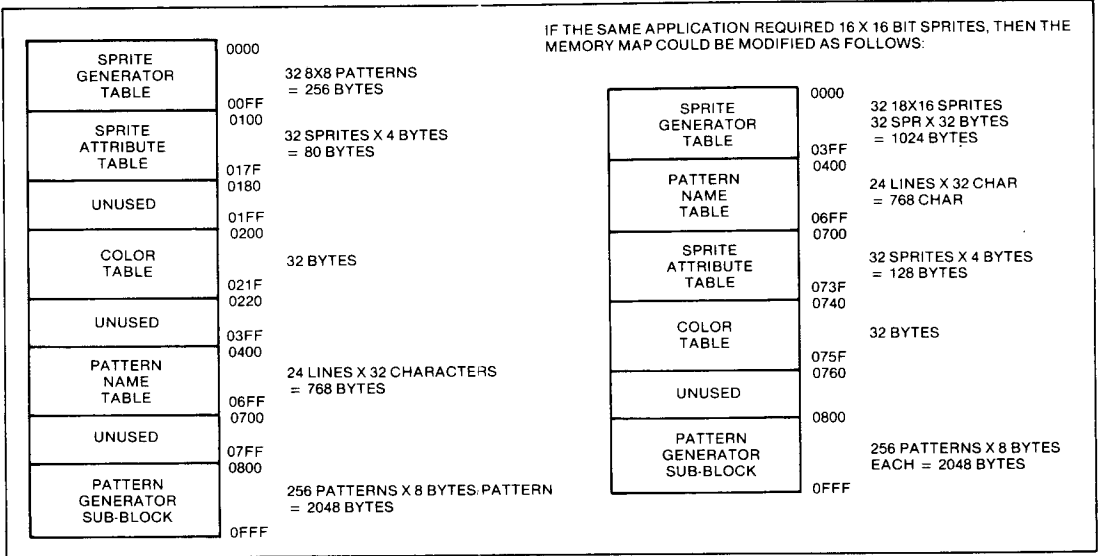 SPRITE
GENERATOR
TABLE
0000
00FF
32 8X8 PATTERNS
= 256 BYTES
SPRITE
ATTRIBUTE
TABLE
0100
017F
32 SPRITES X 4 BYTES
= 80 BYTES
UNUSED
0180
01FF
COLOR
TABLE
0200
021F
32 BYTES
UNUSED
0220
03FF
PATTERN
NAME
TABLE
0400
06FF
24 LINES X 32 CHARACTERS
= 768 BYTES
UNUSED
0700
07FF
PATTERN
GENERATOR
SUB-BLOCK
0800
0FFF
256 PATTERNS X 8 BYTES/PATTERN
= 2048 BYTES
IF THE SAME APPLICATION REQUIRED 16 X 16 BIT SPRITES, THEN THE
MEMORY MAP COULD BE MODIFIED AS FOLLOWS:
SPRITE
GENERATOR
TABLE
0000
03FF
32 18X16 SPRITES
32 SPR X 32 BYTES
= 1024 BYTES
PATTERN
NAME
TABLE
0400
06FF
24 LINES X 32 CHAR
= 768 CHAR
SPRITE
ATTRIBUTE
TABLE
0700
073F
32 SPRITES X 4 BYTES
= 128 BYTES
COLOR
TABLE
0740
075F
32 BYTES
UNUSED
0760
PATTERN
GENERATOR
SUB-BLOCK
0800
0FFF
256 PATTERNS X 8 BYTES
EACH = 2048 BYTES